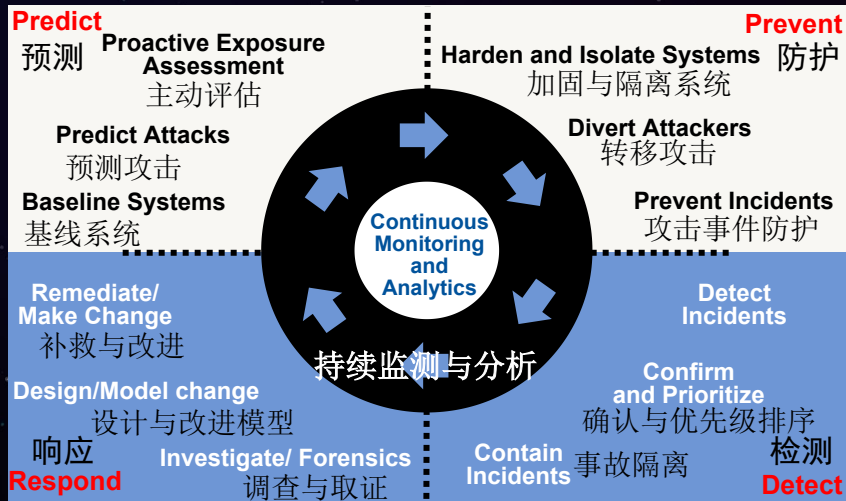 Predict
预测
Proactive Exposure
Assessment
主动评估
Predict Attacks
预测攻击
Baseline Systems
基线系统
Prevent
防护
Harden and Isolate Systems
加固与隔离系统
Divert Attackers
转移攻击
Prevent Incidents
攻击事件防护
Continuous
Monitoring
and
Analytics
持续监测与分析
Remediate/
Make Change
补救与改进
Design/Model change
设计与改进模型
Investigate/ Forensics
调查与取证
响应
Respond
Detect
Incidents
Confirm
and Prioritize
确认与优先级排序
Contain
Incidents
事故隔离
检测
Detect